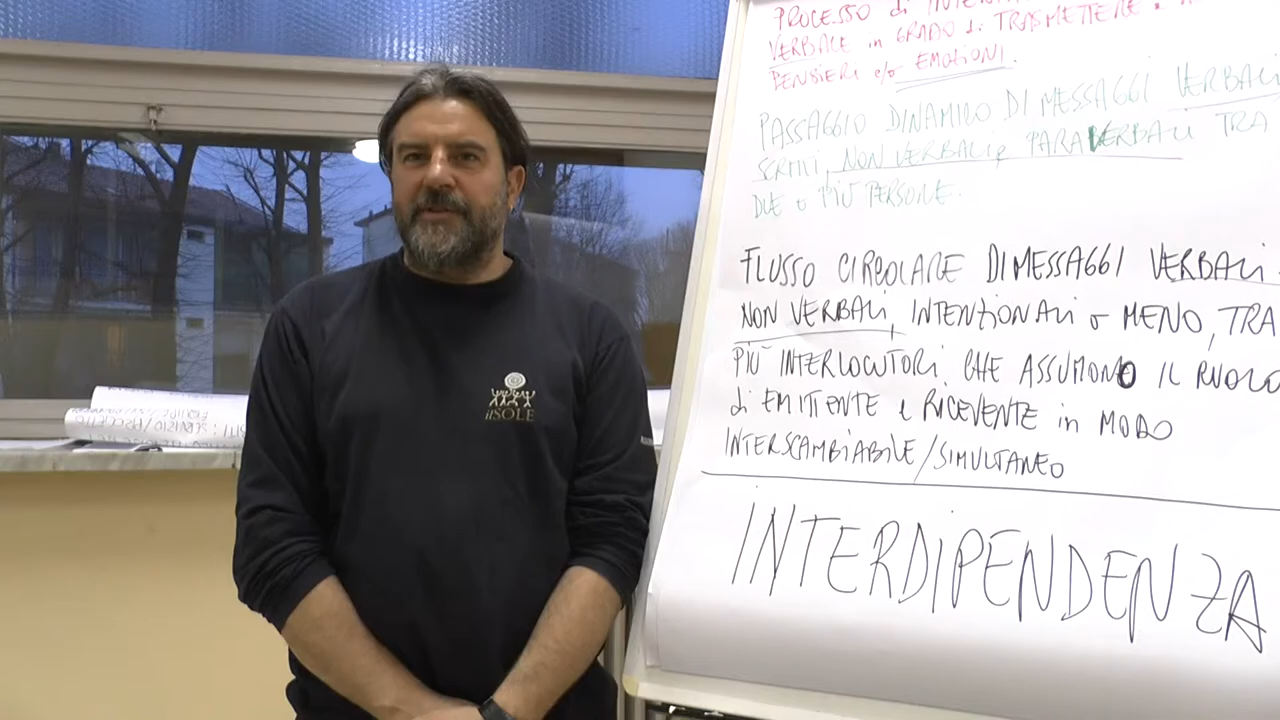 PROCESSO di
VERBALE in GRADO di TRASMETTERE
PENSIERI e/o EMOZIONI.
PASSAGGIO DINAMICO DI MESSAGGI VERBALI
SCRITTI, NON VERBALI, PARAVERBALI TRA
DUE o PIÙ PERSONE.
FLUSSO CIRCOLARE DI MESSAGGI VERBALI
NON VERBALI, INTENZIONALI o MENO, TRA
PIÙ INTERLOCUTORI CHE ASSUMONO IL RUOLO
di EMITTENTE e RICEVENTE in MODO
INTERSCAMBIABILE/SIMULTANEO
INTERDIPENDENZA
ilSOLE